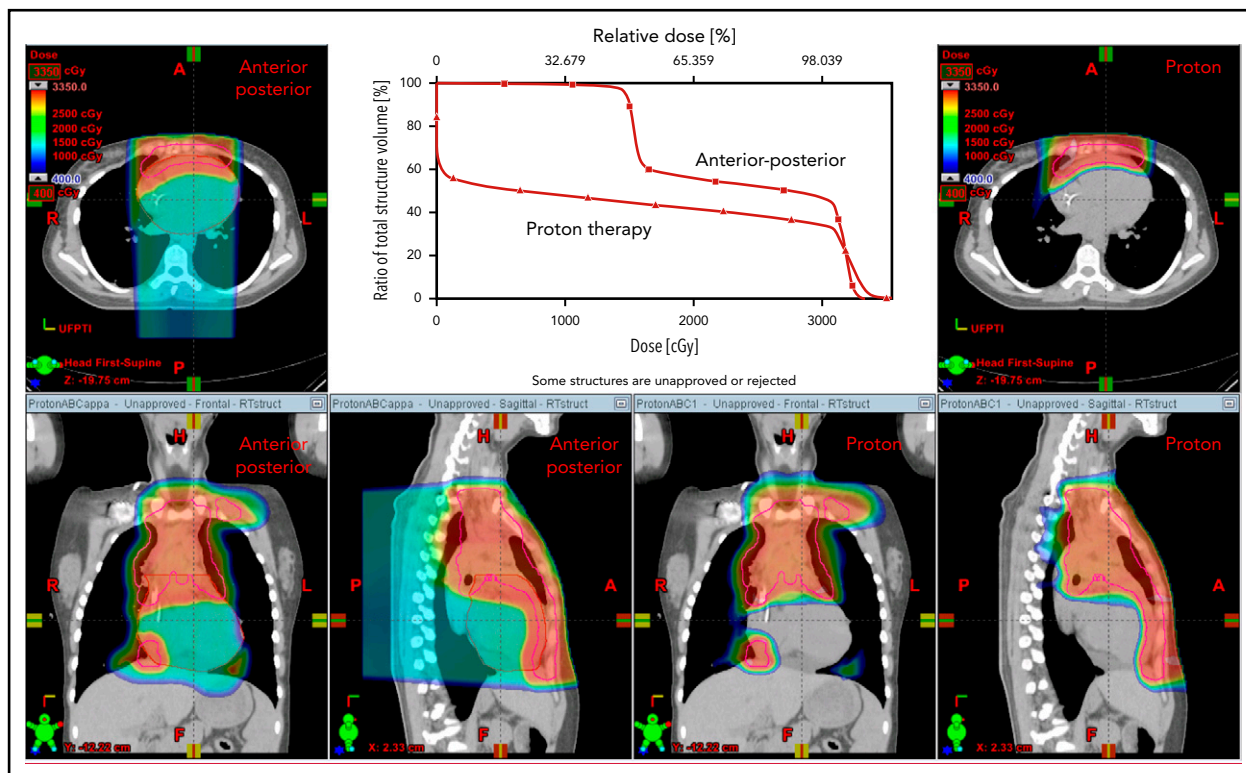 Dose
3350 cGy
3350.0
2500 cGy
2000 cGy
1500 cGy
1000 cGy
400.0
400 cGy
A
Anterior
posterior
R
L
UFPTI
Head First-Supine
Z: -19.75 cm
P
Relative dose [%]
0
32.679
65.359
98.039
Ratio of total structure volume [%]
100
80
60
40
20
0
Anterior-posterior
Proton therapy
0
1000
2000
3000
Dose [cGy]
Some structures are unapproved or rejected
Dose
3350 cGy
3350.0
2500 cGy
2000 cGy
1500 cGy
1000 cGy
400.0
400 cGy
A
Proton
R
L
UFPTI
Head First-Supine
Z: -19.75 cm
P
ProtonABCappa - Unapproved - Frontal - RTstruct
H
Anterior
posterior
R
L
F
Y: -12.22 cm
ProtonABCappa - Unapproved - Sagittal - RTstruct
H
Anterior
posterior
P
A
F
X: 2.33 cm
ProtonABC1 - Unapproved - Frontal - RTstruct
H
Proton
R
L
F
Y: -12.22 cm
ProtonABC1 - Unapproved - Sagittal - RTstruct
H
Proton
P
A
F
X: 2.33 cm